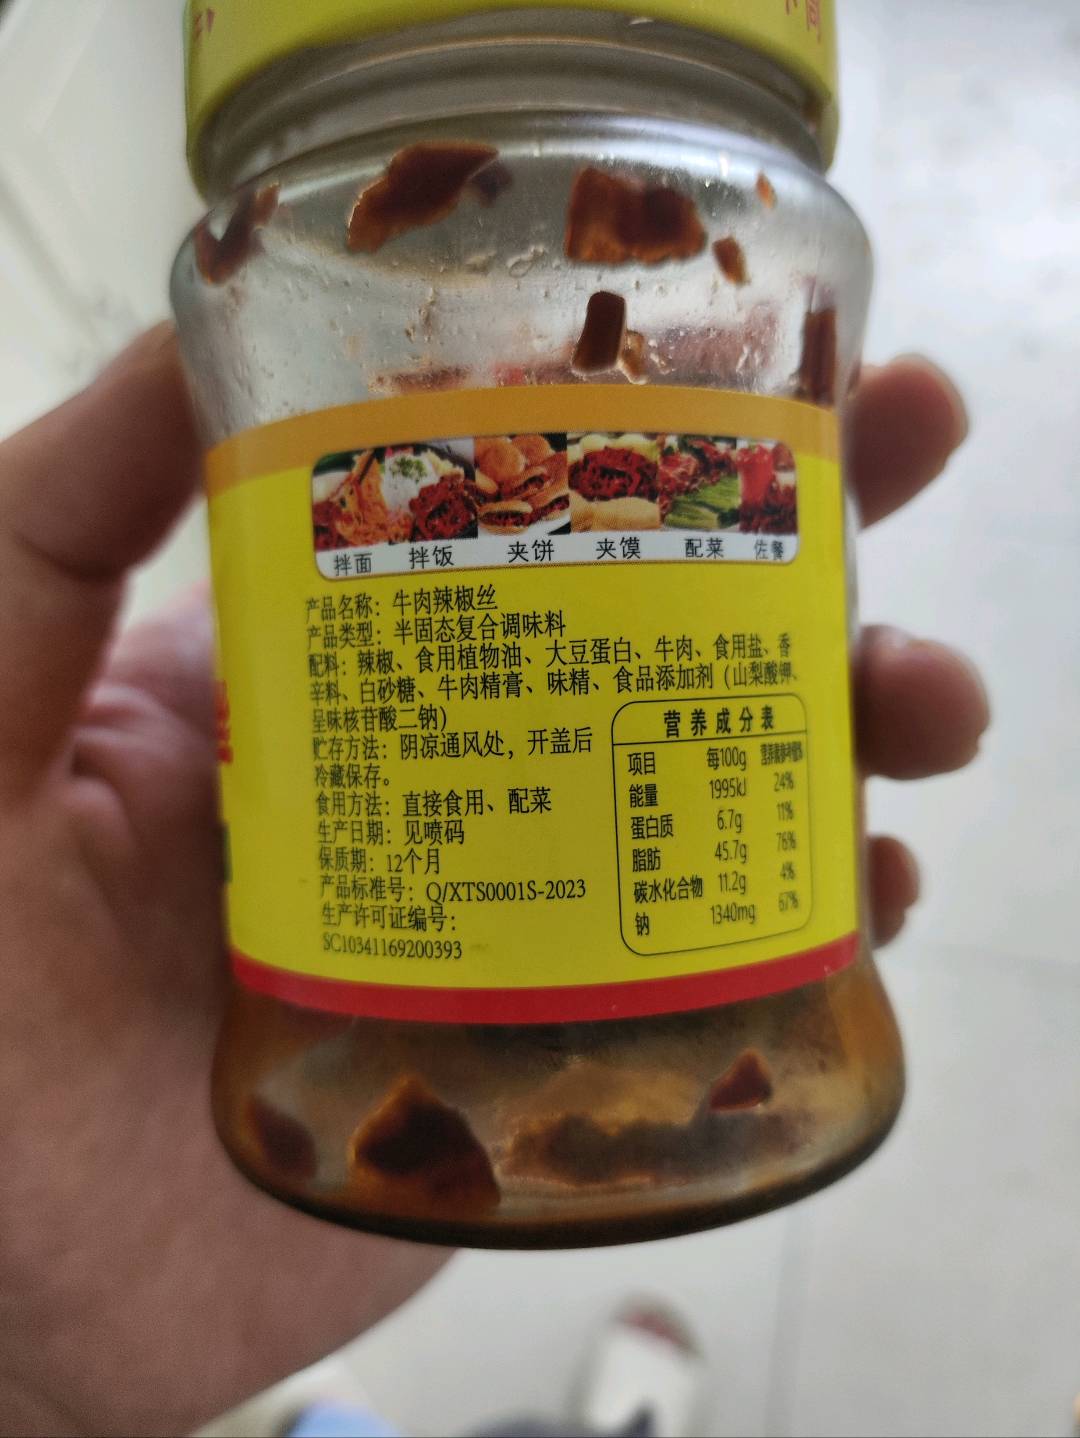 拌面 拌饭 夹饼 夹馍 配菜 佐餐
产品名称：牛肉辣椒丝
产品类型：半固态复合调味料
配料：辣椒、食用植物油、大豆蛋白、牛肉、食用盐、香
辛料、白砂糖、牛肉精膏、味精、食品添加剂（山梨酸钾、
呈味核苷酸二钠）
贮存方法：阴凉通风处，开盖后
冷藏保存。
食用方法：直接食用、配菜
生产日期：见喷码
保质期：12个月
产品标准号：Q/XTS0001S-2023
生产许可证编号：
SC10341169200393
营养成分表
项目 每100g 营养素参考值%
能量 1995kJ 24%
蛋白质 6.7g 11%
脂肪 45.7g 76%
碳水化合物 11.2g 4%
钠 1340mg 67%